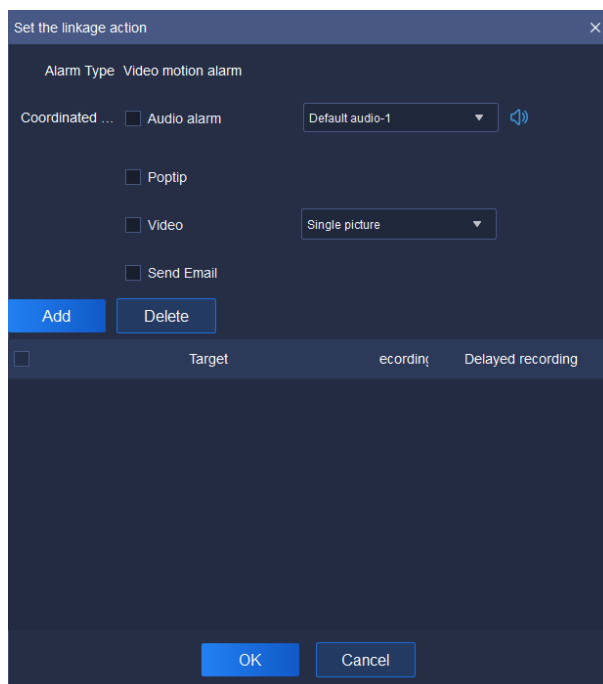 Set the linkage action
Alarm Type Video motion alarm
Coordinated ... Audio alarm Default audio-1
Poptip
Video Single picture
Send Email
Add Delete
Target ecording Delayed recording
OK Cancel